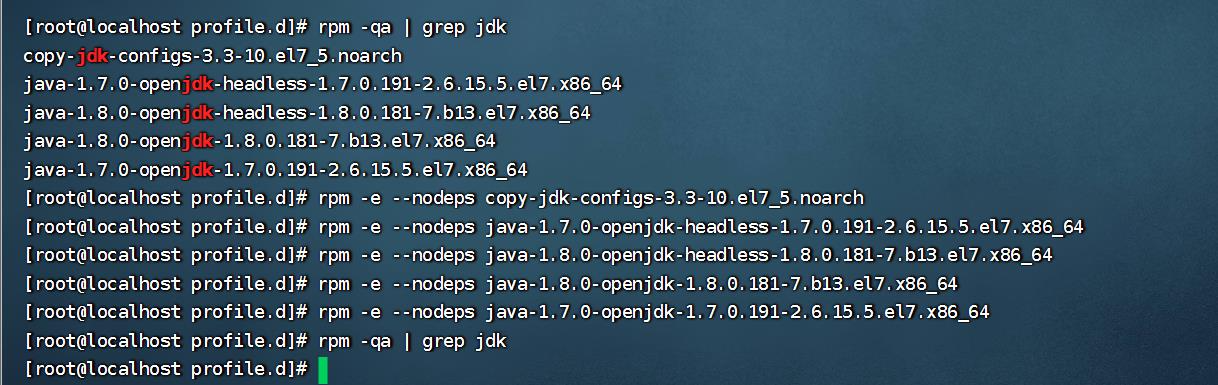 [root@localhost profile.d]# rpm -qa | grep jdk
copy-jdk-configs-3.3-10.el7_5.noarch
java-1.7.0-openjdk-headless-1.7.0.191-2.6.15.5.el7.x86_64
java-1.8.0-openjdk-headless-1.8.0.181-7.b13.el7.x86_64
java-1.8.0-openjdk-1.8.0.181-7.b13.el7.x86_64
java-1.7.0-openjdk-1.7.0.191-2.6.15.5.el7.x86_64
[root@localhost profile.d]# rpm -e --nodeps copy-jdk-configs-3.3-10.el7_5.noarch
[root@localhost profile.d]# rpm -e --nodeps java-1.7.0-openjdk-headless-1.7.0.191-2.6.15.5.el7.x86_64
[root@localhost profile.d]# rpm -e --nodeps java-1.8.0-openjdk-headless-1.8.0.181-7.b13.el7.x86_64
[root@localhost profile.d]# rpm -e --nodeps java-1.8.0-openjdk-1.8.0.181-7.b13.el7.x86_64
[root@localhost profile.d]# rpm -e --nodeps java-1.7.0-openjdk-1.7.0.191-2.6.15.5.el7.x86_64
[root@localhost profile.d]# rpm -qa | grep jdk
[root@localhost profile.d]#